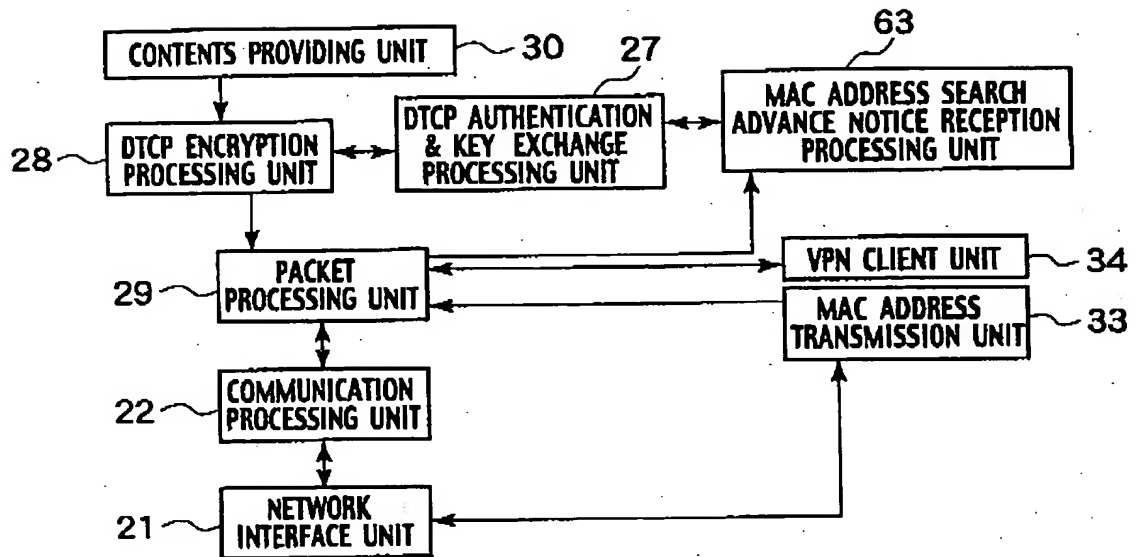 CONTENTS PROVIDING UNIT
30
27
63
DTCP AUTHENTICATION
& KEY EXCHANGE
PROCESSING UNIT
MAC ADDRESS SEARCH
ADVANCE NOTICE RECEPTION
PROCESSING UNIT
28
DTCP ENCRYPTION
PROCESSING UNIT
29
PACKET
PROCESSING UNIT
VPN CLIENT UNIT
34
MAC ADDRESS
TRANSMISSION UNIT
33
22
COMMUNICATION
PROCESSING UNIT
21
NETWORK
INTERFACE UNIT